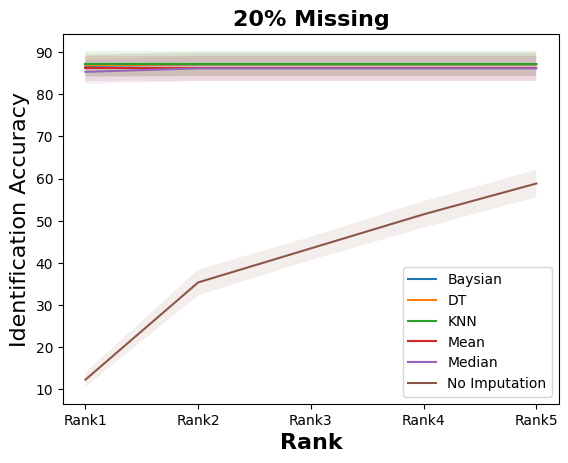 20% Missing
Identification Accuracy
90
80
70
60
50
40
30
20
10
Baysian
DT
KNN
Mean
Median
No Imputation
Rank1 Rank2 Rank3 Rank4 Rank5
Rank